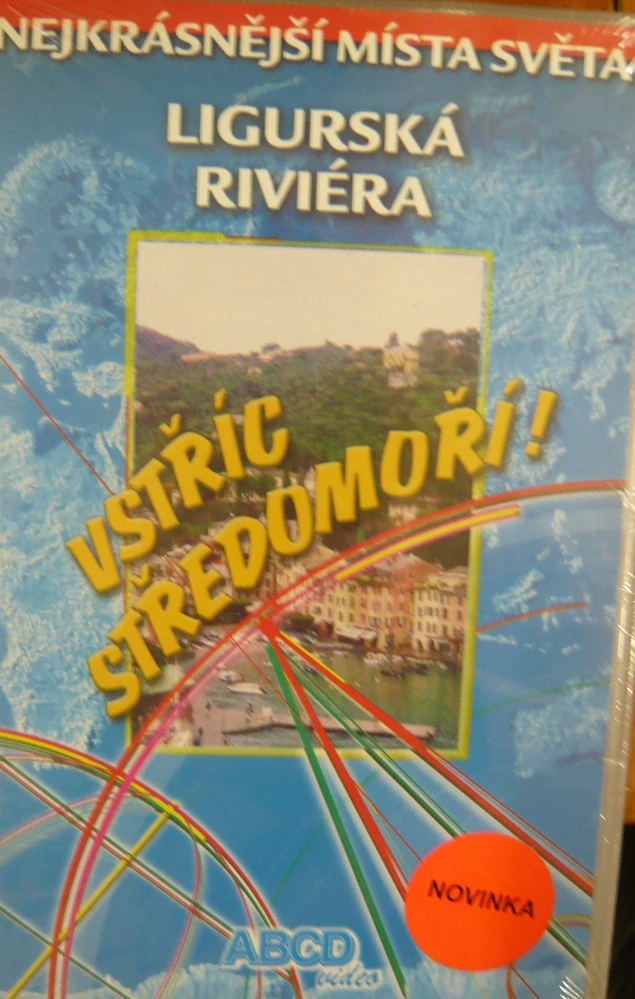 NEJKRÁSNĚJŠÍ MÍSTA SVĚTA
LIGURSKÁ
RIVIÉRA
VSTŘÍC
STŘEDOMOŘÍ!
NOVINKA
ABCD
video